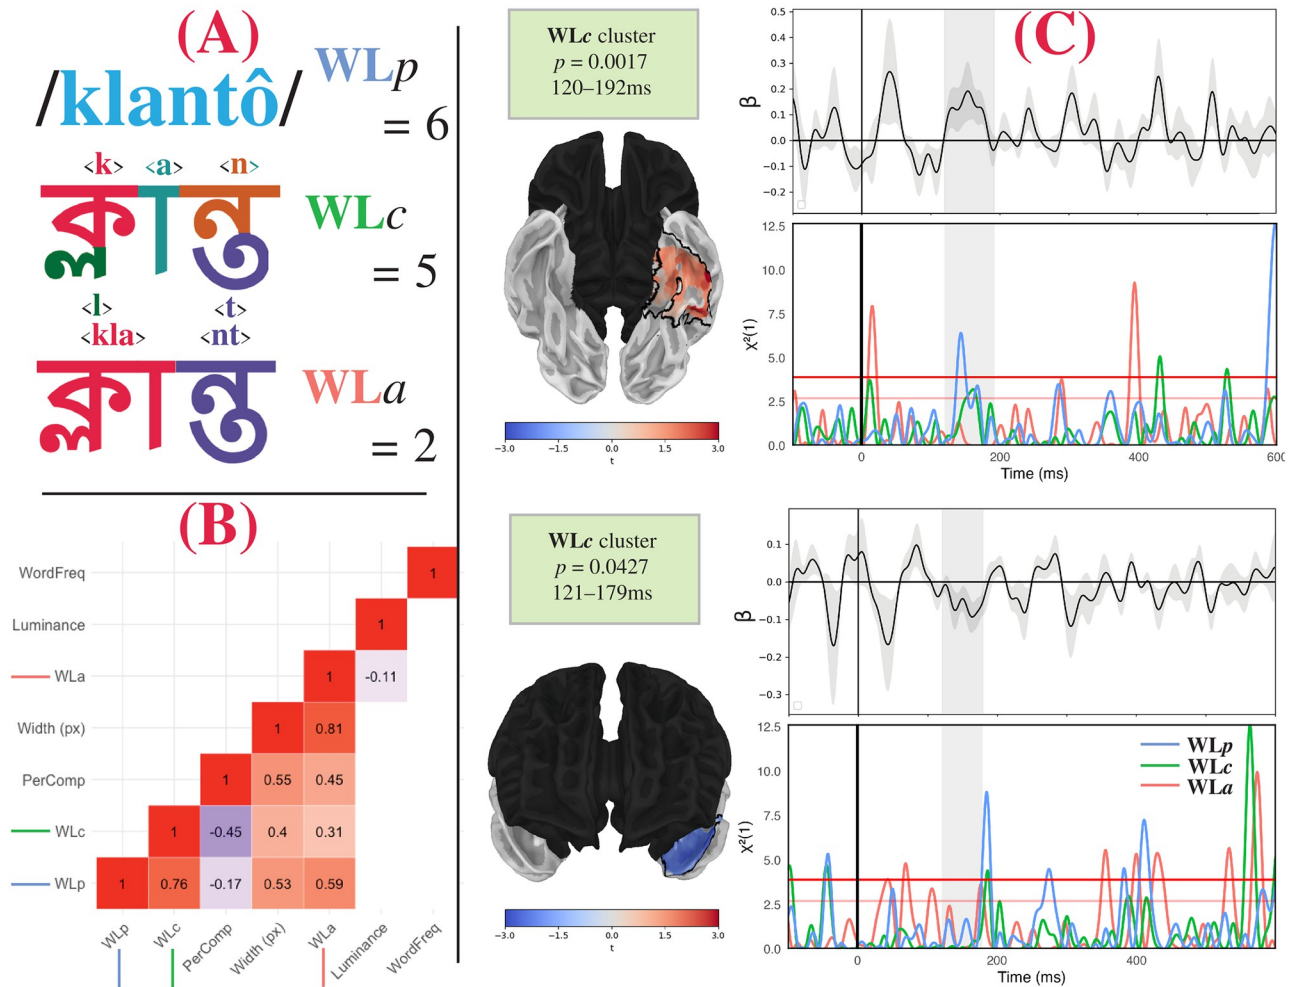 (A)
/klantô/
WLp
= 6
<k> <a> <n>
ক্লান্ত
WLc
= 5
<l> <t>
<kla> <nt>
ক্লান্ত
WLa
= 2
(B)
WordFreq
1
Luminance
1
WLa
1 -0.11
Width (px)
1 0.81
PerComp
1 0.55 0.45
WLc
1 -0.45 0.4 0.31
WLp
1 0.76 -0.17 0.53 0.59
WLp WLc PerComp Width (px) WLa Luminance WordFreq
WLc cluster
p = 0.0017
120–192ms
−3.0 −1.5 0.0 1.5 3.0
t
WLc cluster
p = 0.0427
121–179ms
−3.0 −1.5 0.0 1.5 3.0
t
(C)
β
0.5
0.4
0.3
0.2
0.1
0.0
−0.1
−0.2
χ²(1)
12.5
10.0
7.5
5.0
2.5
0.0
0 200 400 600
Time (ms)
β
0.1
0.0
−0.1
−0.2
−0.3
χ²(1)
12.5
10.0
7.5
5.0
2.5
0.0
WLp
WLc
WLa
0 200 400
Time (ms)